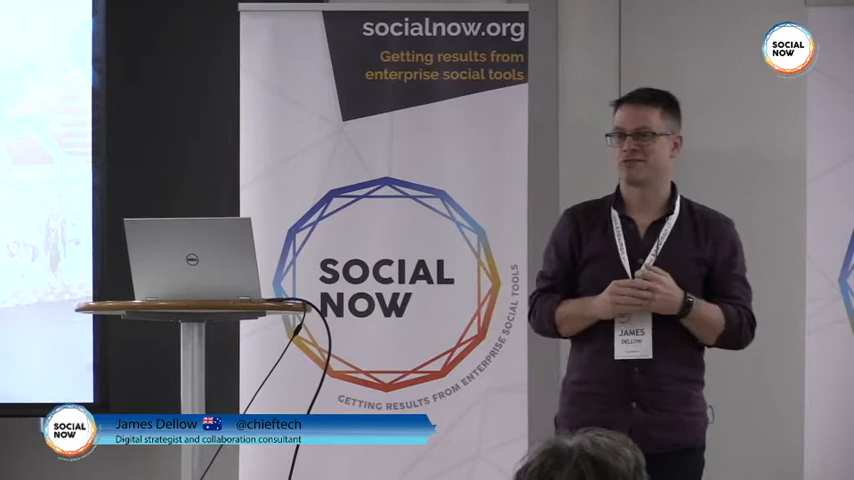 socialnow.org
Getting results from
enterprise social tools
SOCIAL
NOW
SOCIAL
NOW
GETTING RESULTS FROM ENTERPRISE SOCIAL TOOLS
DELL
JAMES
DELLOW
SOCIAL
NOW
James Dellow @chieftech
Digital strategist and collaboration consultant